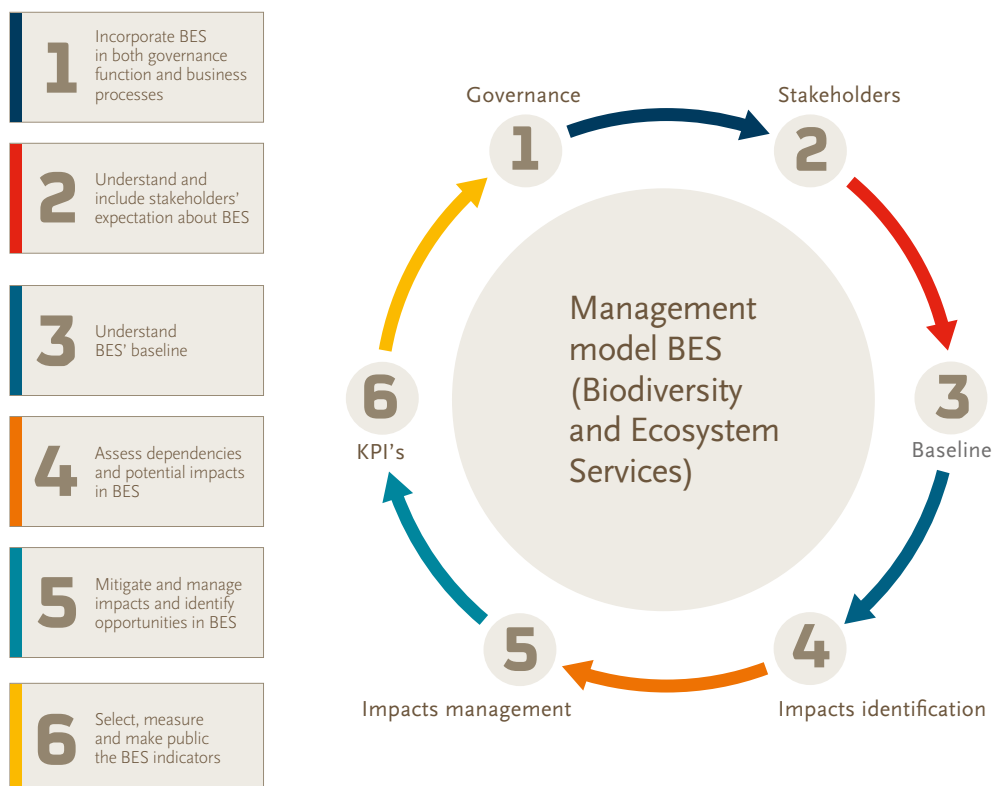 1
Incorporate BES
in both governance
function and business
processes
2
Understand and
include stakeholders’
expectation about BES
3
Understand
BES’ baseline
4
Assess dependencies
and potential impacts
in BES
5
Mitigate and manage
impacts and identify
opportunities in BES
6
Select, measure
and make public
the BES indicators
Governance
1
Stakeholders
2
3
Baseline
4
Impacts identification
5
Impacts management
6
KPI’s
Management
model BES
(Biodiversity
and Ecosystem
Services)